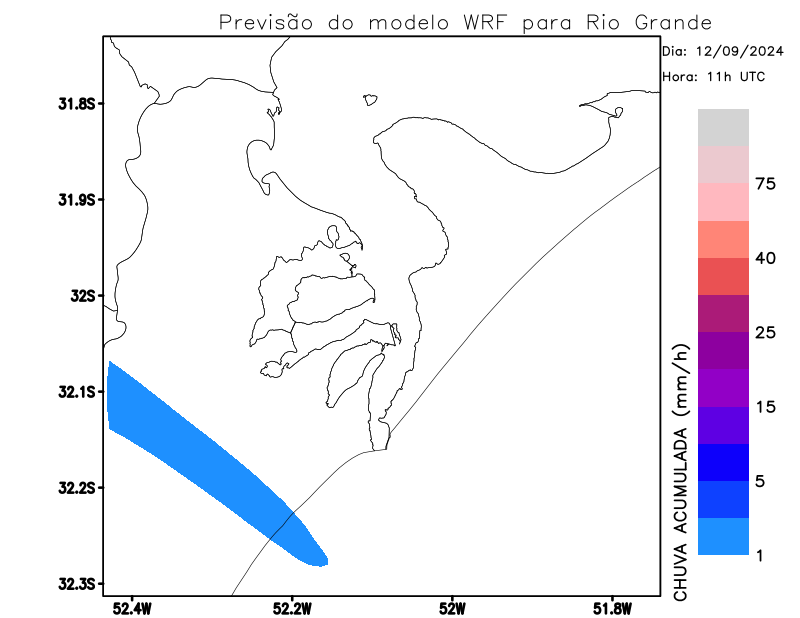 Previsão do modelo WRF para Rio Grande
Dia: 12/09/2024
Hora: 11h UTC
31.8S
31.9S
32S
32.1S
32.2S
32.3S
52.4W
52.2W
52W
51.8W
CHUVA ACUMULADA (mm/h)
75
40
25
15
5
1